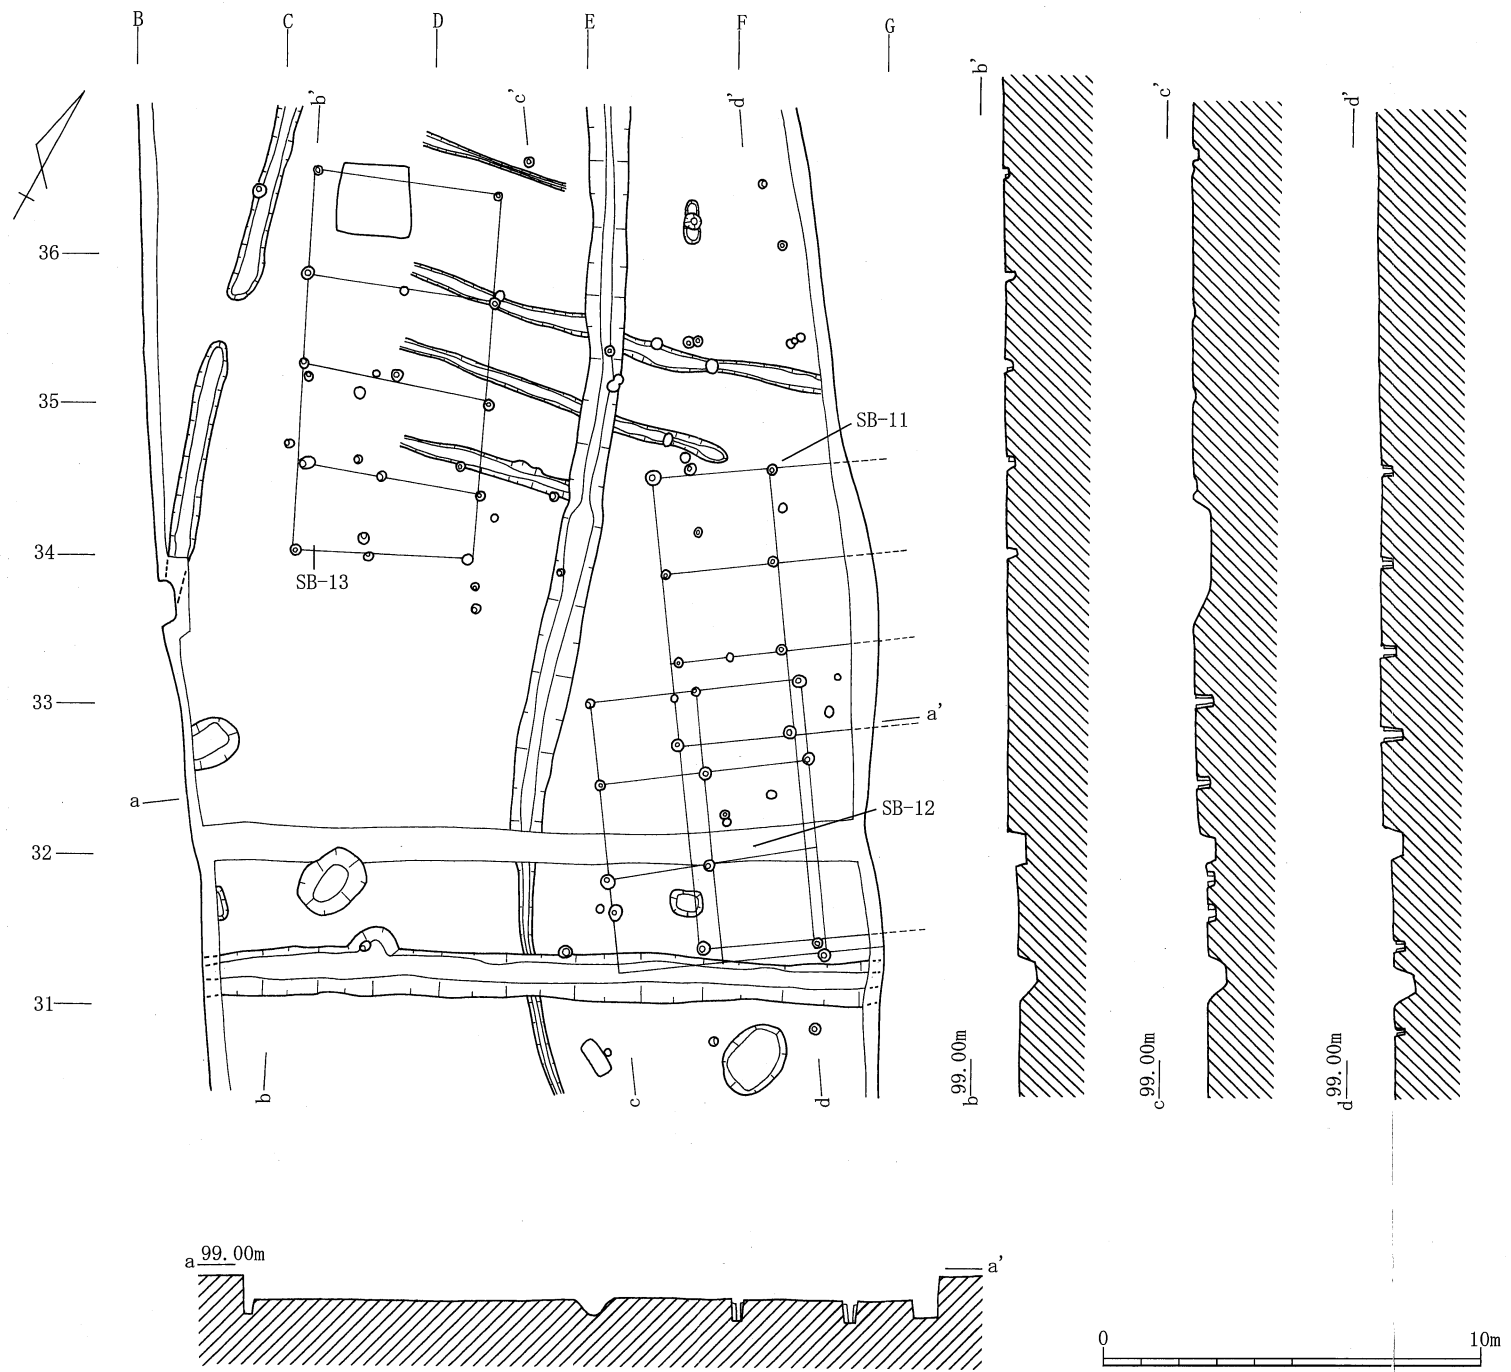 B C D E F G
b' c' d'
b' c' d'
36
35
SB-11
34
SB-13
33
a'
a
SB-12
32
31
b c d
b 99.00m
c 99.00m
d 99.00m
a 99.00m
a'
0 10m